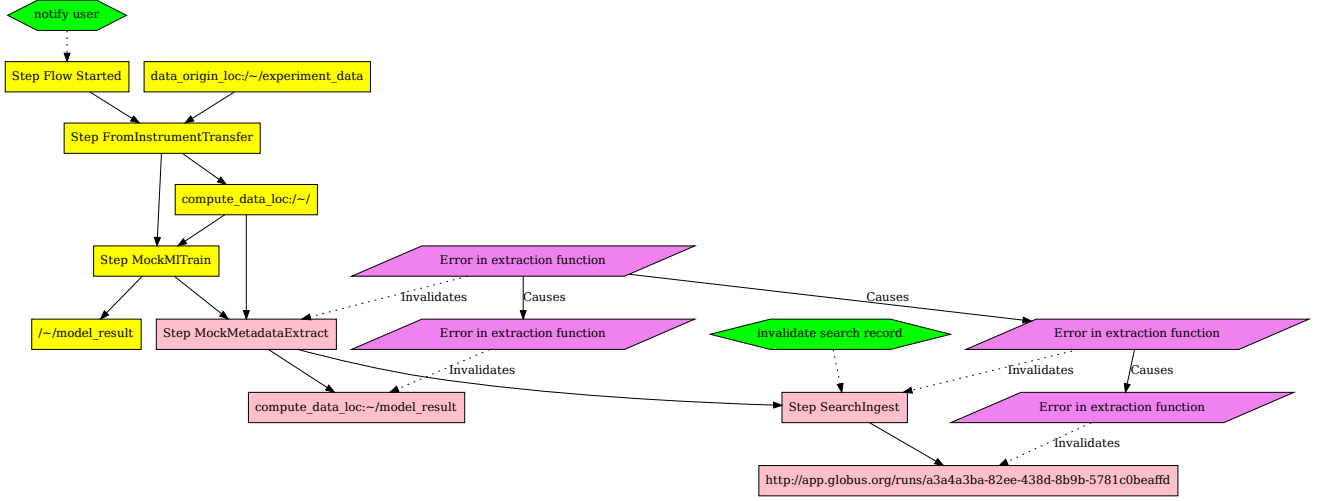 notify user
Step Flow Started
data_origin_loc:/~/experiment_data
Step FromInstrumentTransfer
compute_data_loc:/~/
Step MockMlTrain
Error in extraction function
Invalidates
Causes
Causes
/~/model_result
Step MockMetadataExtract
Error in extraction function
invalidate search record
Error in extraction function
Invalidates
Invalidates
Causes
compute_data_loc:~/model_result
Step SearchIngest
Error in extraction function
Invalidates
http://app.globus.org/runs/a3a4a3ba-82ee-438d-8b9b-5781c0beaffd